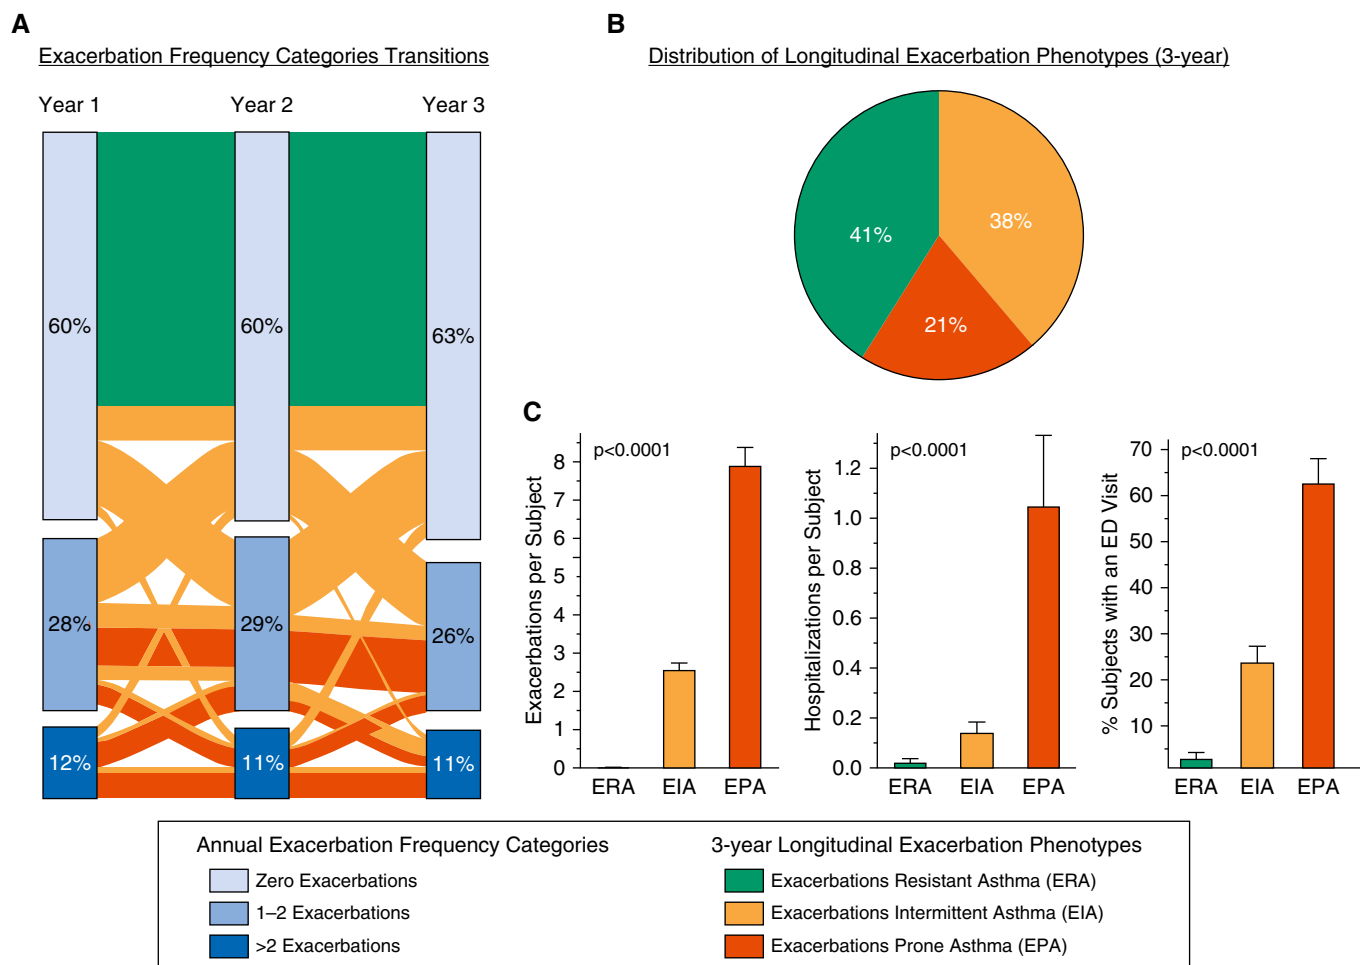 A
Exacerbation Frequency Categories Transitions
Year 1 Year 2 Year 3
60% 60% 63%
28% 29% 26%
12% 11% 11%
B
Distribution of Longitudinal Exacerbation Phenotypes (3-year)
41% 38%
21%
C
p<0.0001
Exacerbations per Subject
8
7
6
5
4
3
2
1
0
ERA EIA EPA
p<0.0001
Hospitalizations per Subject
1.2
1.0
0.8
0.6
0.4
0.2
0.0
ERA EIA EPA
p<0.0001
% Subjects with an ED Visit
70
60
50
40
30
20
10
ERA EIA EPA
Annual Exacerbation Frequency Categories
Zero Exacerbations
1–2 Exacerbations
>2 Exacerbations
3-year Longitudinal Exacerbation Phenotypes
Exacerbations Resistant Asthma (ERA)
Exacerbations Intermittent Asthma (EIA)
Exacerbations Prone Asthma (EPA)